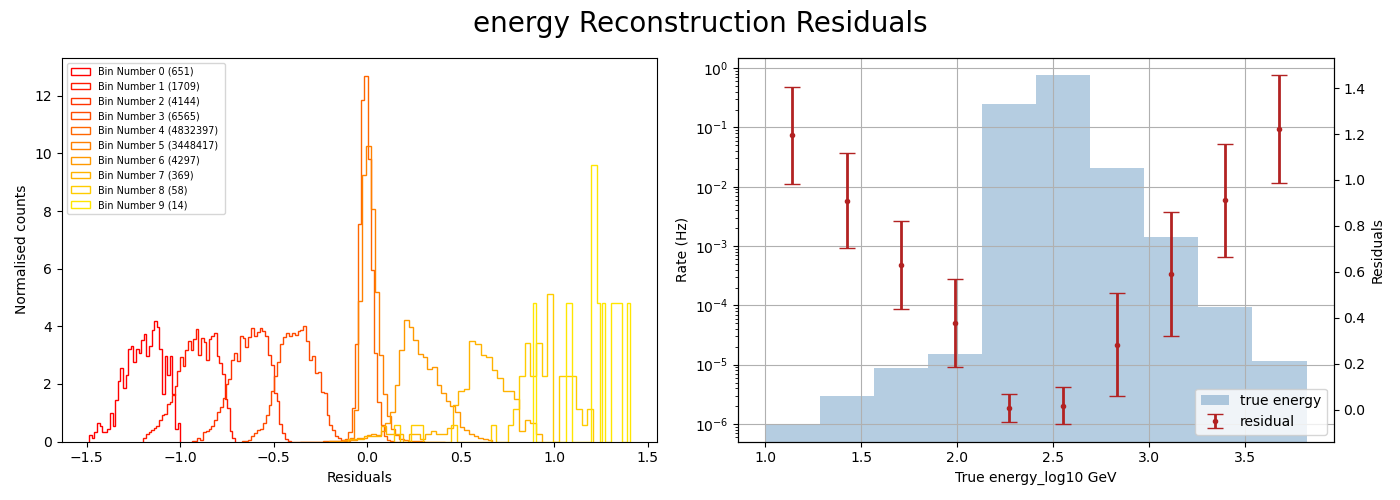 energy Reconstruction Residuals
Bin Number 0 (651)
Bin Number 1 (1709)
Bin Number 2 (4144)
Bin Number 3 (6565)
Bin Number 4 (4832397)
Bin Number 5 (3448417)
Bin Number 6 (4297)
Bin Number 7 (369)
Bin Number 8 (58)
Bin Number 9 (14)
Normalised counts
12
10
8
6
4
2
0
−1.5 −1.0 −0.5 0.0 0.5 1.0 1.5
Residuals
Rate (Hz)
10⁰
10⁻¹
10⁻²
10⁻³
10⁻⁴
10⁻⁵
10⁻⁶
1.0 1.5 2.0 2.5 3.0 3.5
True energy_log10 GeV
true energy
residual
1.4
1.2
1.0
0.8
0.6
0.4
0.2
0.0
Residuals